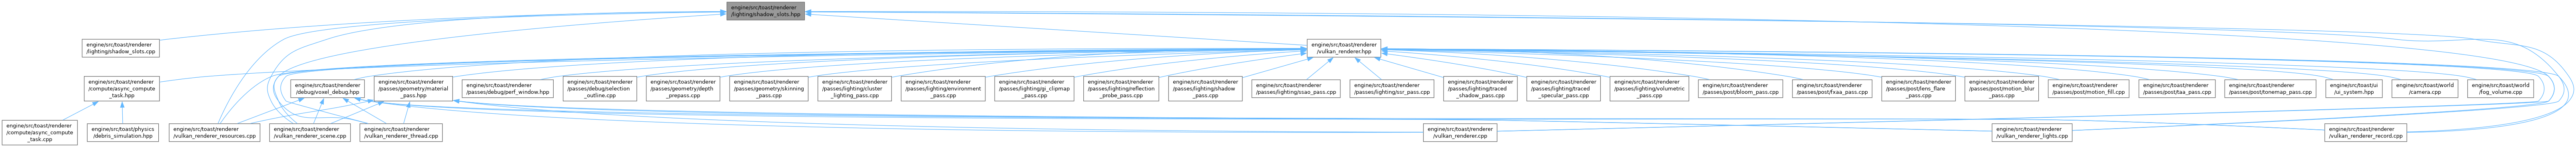 engine/src/toast/renderer
/lighting/shadow_slots.hpp
engine/src/toast/renderer
/lighting/shadow_slots.cpp
engine/src/toast/renderer
/vulkan_renderer.hpp
engine/src/toast/renderer
/compute/async_compute
_task.hpp
engine/src/toast/renderer
/debug/voxel_debug.hpp
engine/src/toast/renderer
/passes/geometry/material
_pass.hpp
engine/src/toast/renderer
/passes/debug/perf_window.hpp
engine/src/toast/renderer
/passes/debug/selection
_outline.cpp
engine/src/toast/renderer
/passes/geometry/depth
_prepass.cpp
engine/src/toast/renderer
/passes/geometry/skinning
_pass.cpp
engine/src/toast/renderer
/passes/lighting/cluster
_lighting_pass.cpp
engine/src/toast/renderer
/passes/lighting/environment
_pass.cpp
engine/src/toast/renderer
/passes/lighting/gi_clipmap
_pass.cpp
engine/src/toast/renderer
/passes/lighting/reflection
_probe_pass.cpp
engine/src/toast/renderer
/passes/lighting/shadow
_pass.cpp
engine/src/toast/renderer
/passes/lighting/ssao_pass.cpp
engine/src/toast/renderer
/passes/lighting/ssr_pass.cpp
engine/src/toast/renderer
/passes/lighting/traced
_shadow_pass.cpp
engine/src/toast/renderer
/passes/lighting/traced
_specular_pass.cpp
engine/src/toast/renderer
/passes/lighting/volumetric
_pass.cpp
engine/src/toast/renderer
/passes/post/bloom_pass.cpp
engine/src/toast/renderer
/passes/post/fxaa_pass.cpp
engine/src/toast/renderer
/passes/post/lens_flare
_pass.cpp
engine/src/toast/renderer
/passes/post/motion_blur
_pass.cpp
engine/src/toast/renderer
/passes/post/motion_fill.cpp
engine/src/toast/renderer
/passes/post/taa_pass.cpp
engine/src/toast/renderer
/passes/post/tonemap_pass.cpp
engine/src/toast/ui
/ui_system.hpp
engine/src/toast/world
/camera.cpp
engine/src/toast/world
/fog_volume.cpp
engine/src/toast/renderer
/compute/async_compute
_task.cpp
engine/src/toast/physics
/debris_simulation.hpp
engine/src/toast/renderer
/vulkan_renderer_resources.cpp
engine/src/toast/renderer
/vulkan_renderer_scene.cpp
engine/src/toast/renderer
/vulkan_renderer_thread.cpp
engine/src/toast/renderer
/vulkan_renderer.cpp
engine/src/toast/renderer
/vulkan_renderer_lights.cpp
engine/src/toast/renderer
/vulkan_renderer_record.cpp